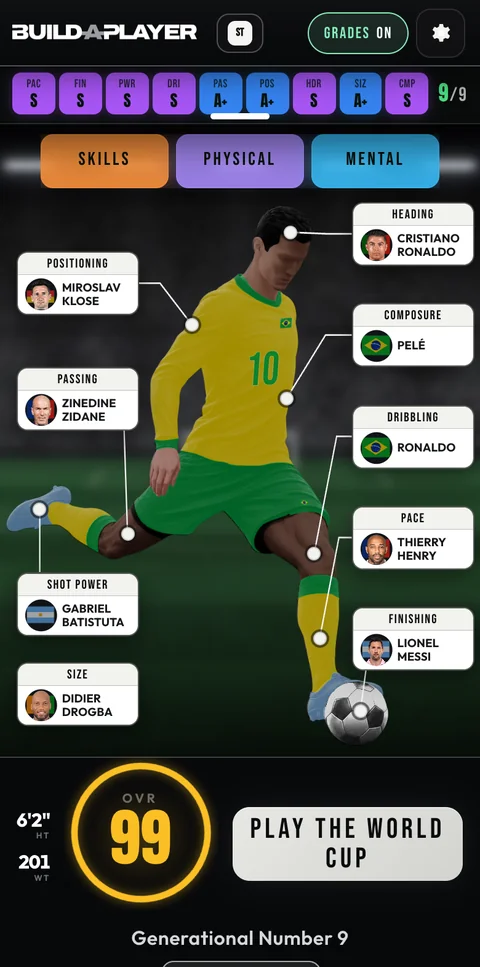 BUILD-A-PLAYER
ST
GRADES ON
PAC
S
FIN
S
PWR
S
DRI
S
PAS
A+
POS
A+
HDR
S
SIZ
A+
CMP
S
9/9
SKILLS
PHYSICAL
MENTAL
HEADING
CRISTIANO
RONALDO
POSITIONING
MIROSLAV
KLOSE
COMPOSURE
PELÉ
10
PASSING
ZINEDINE
ZIDANE
DRIBBLING
RONALDO
PACE
THIERRY
HENRY
SHOT POWER
GABRIEL
BATISTUTA
FINISHING
LIONEL
MESSI
SIZE
DIDIER
DROGBA
6'2"
HT
201
WT
OVR
99
PLAY THE WORLD
CUP
Generational Number 9